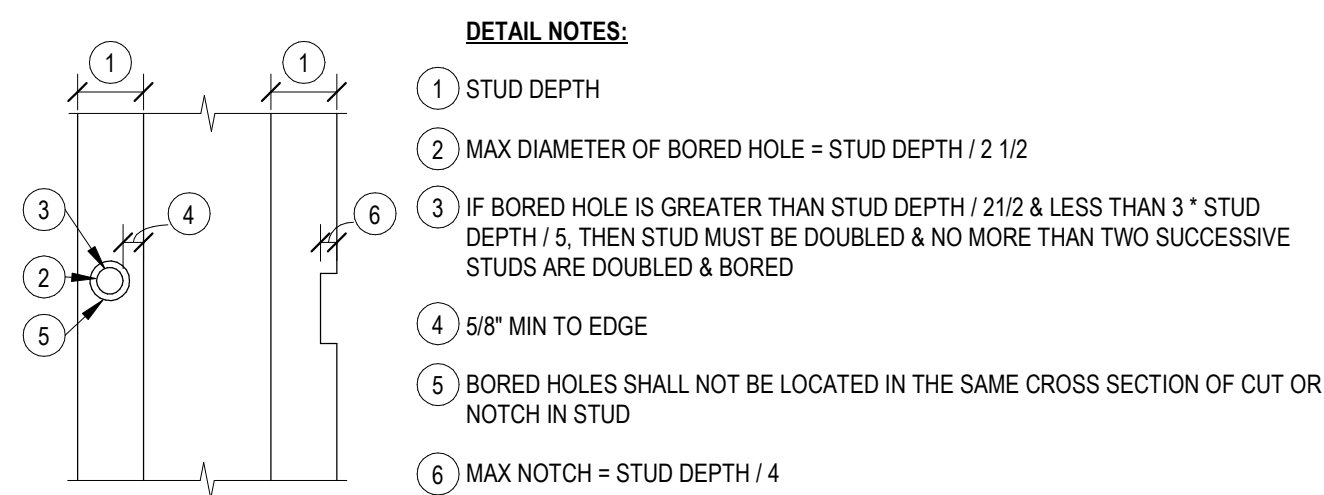 DETAIL NOTES:
1
1
1 STUD DEPTH
2 MAX DIAMETER OF BORED HOLE = STUD DEPTH / 2 1/2
3
4
6
3 IF BORED HOLE IS GREATER THAN STUD DEPTH / 21/2 & LESS THAN 3 * STUD
DEPTH / 5, THEN STUD MUST BE DOUBLED & NO MORE THAN TWO SUCCESSIVE
STUDS ARE DOUBLED & BORED
2
5
4 5/8" MIN TO EDGE
5 BORED HOLES SHALL NOT BE LOCATED IN THE SAME CROSS SECTION OF CUT OR
NOTCH IN STUD
6 MAX NOTCH = STUD DEPTH / 4